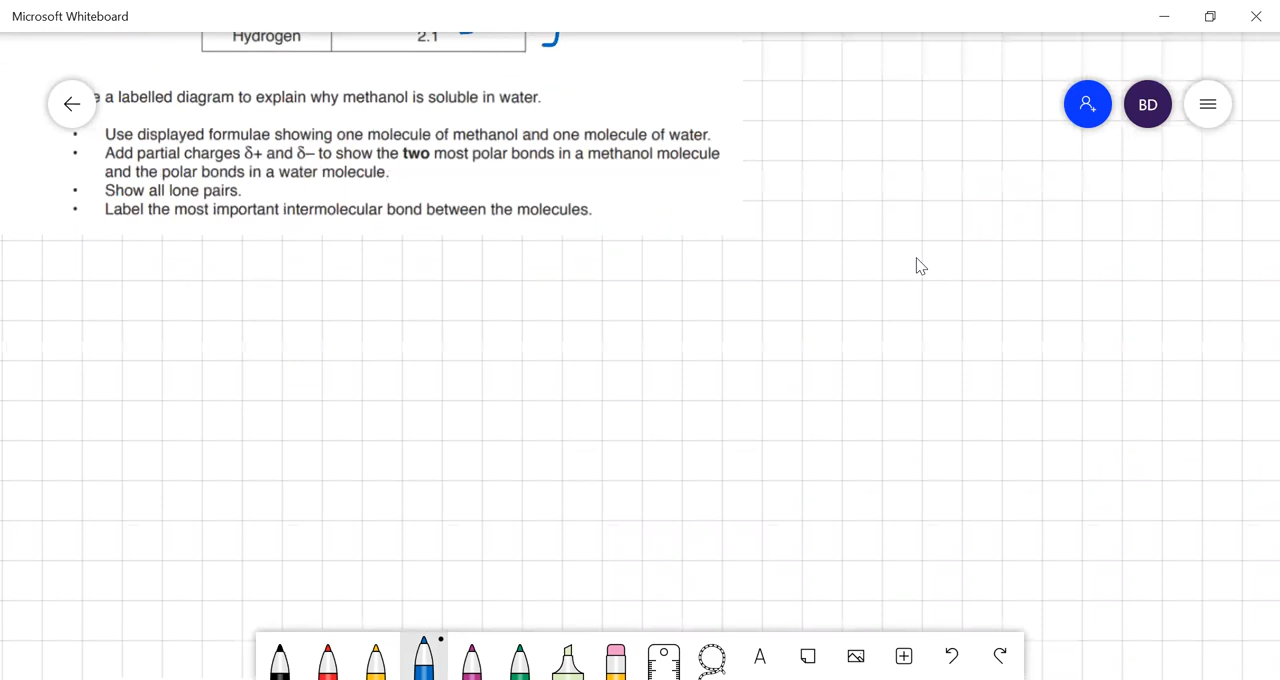 Microsoft Whiteboard
Hydrogen 2.1
e a labelled diagram to explain why methanol is soluble in water.
• Use displayed formulae showing one molecule of methanol and one molecule of water.
• Add partial charges δ+ and δ– to show the two most polar bonds in a methanol molecule
and the polar bonds in a water molecule.
• Show all lone pairs.
• Label the most important intermolecular bond between the molecules.
BD
A